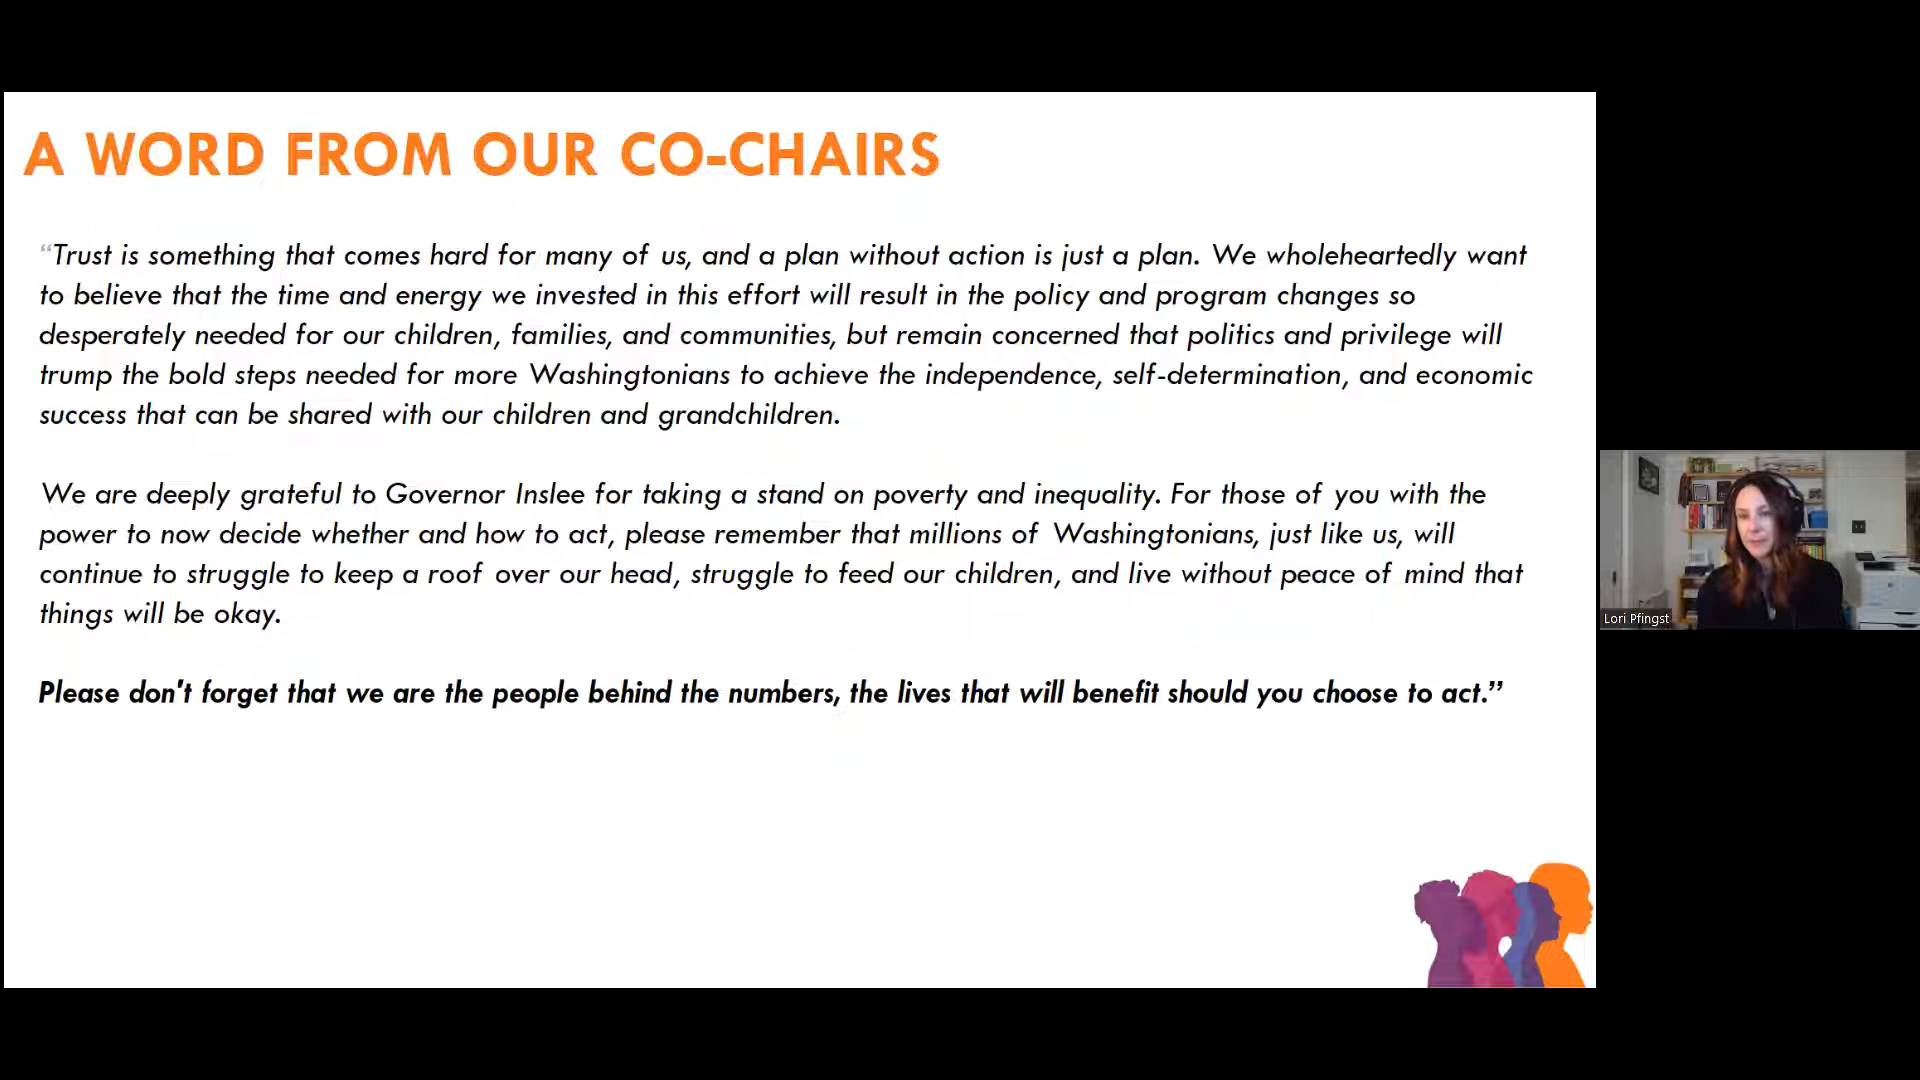 A WORD FROM OUR CO-CHAIRS
“Trust is something that comes hard for many of us, and a plan without action is just a plan. We wholeheartedly want
to believe that the time and energy we invested in this effort will result in the policy and program changes so
desperately needed for our children, families, and communities, but remain concerned that politics and privilege will
trump the bold steps needed for more Washingtonians to achieve the independence, self-determination, and economic
success that can be shared with our children and grandchildren.
We are deeply grateful to Governor Inslee for taking a stand on poverty and inequality. For those of you with the
power to now decide whether and how to act, please remember that millions of Washingtonians, just like us, will
continue to struggle to keep a roof over our head, struggle to feed our children, and live without peace of mind that
things will be okay.
Please don't forget that we are the people behind the numbers, the lives that will benefit should you choose to act.”
Lori Pfingst